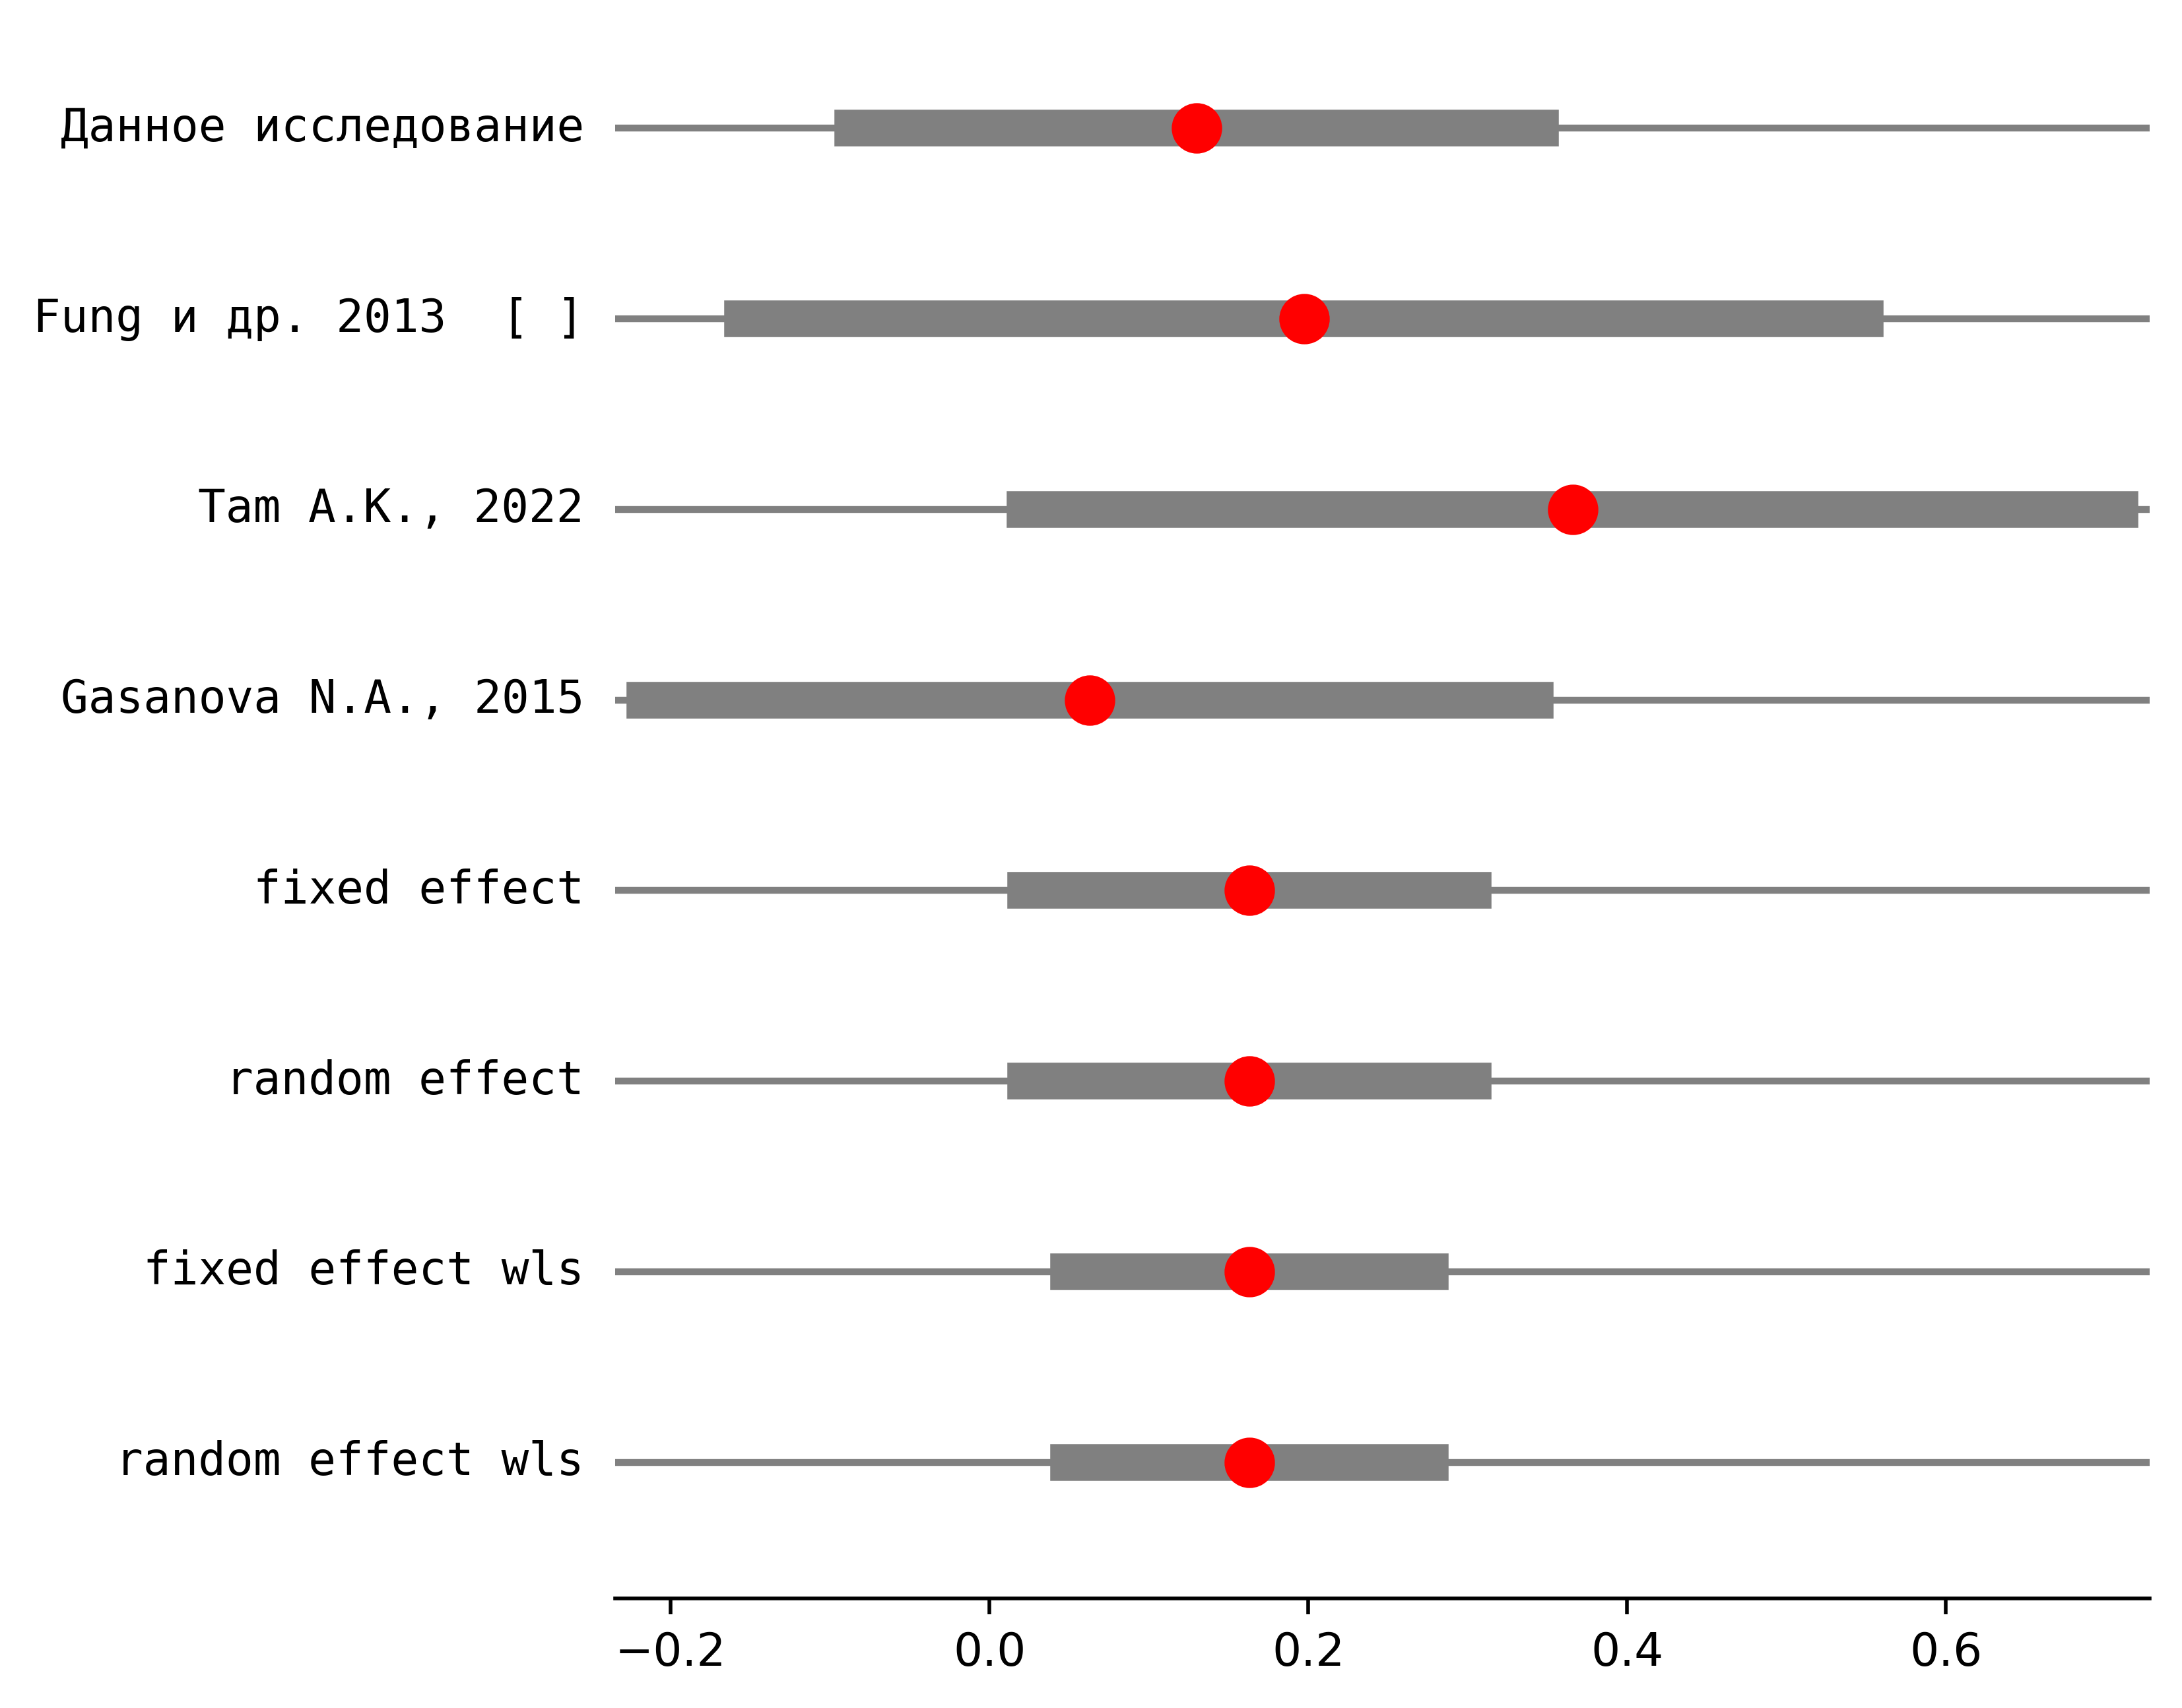 Данное исследование
Fung и др. 2013 [ ]
Tam A.K., 2022
Gasanova N.A., 2015
fixed effect
random effect
fixed effect wls
random effect wls
−0.2 0.0 0.2 0.4 0.6